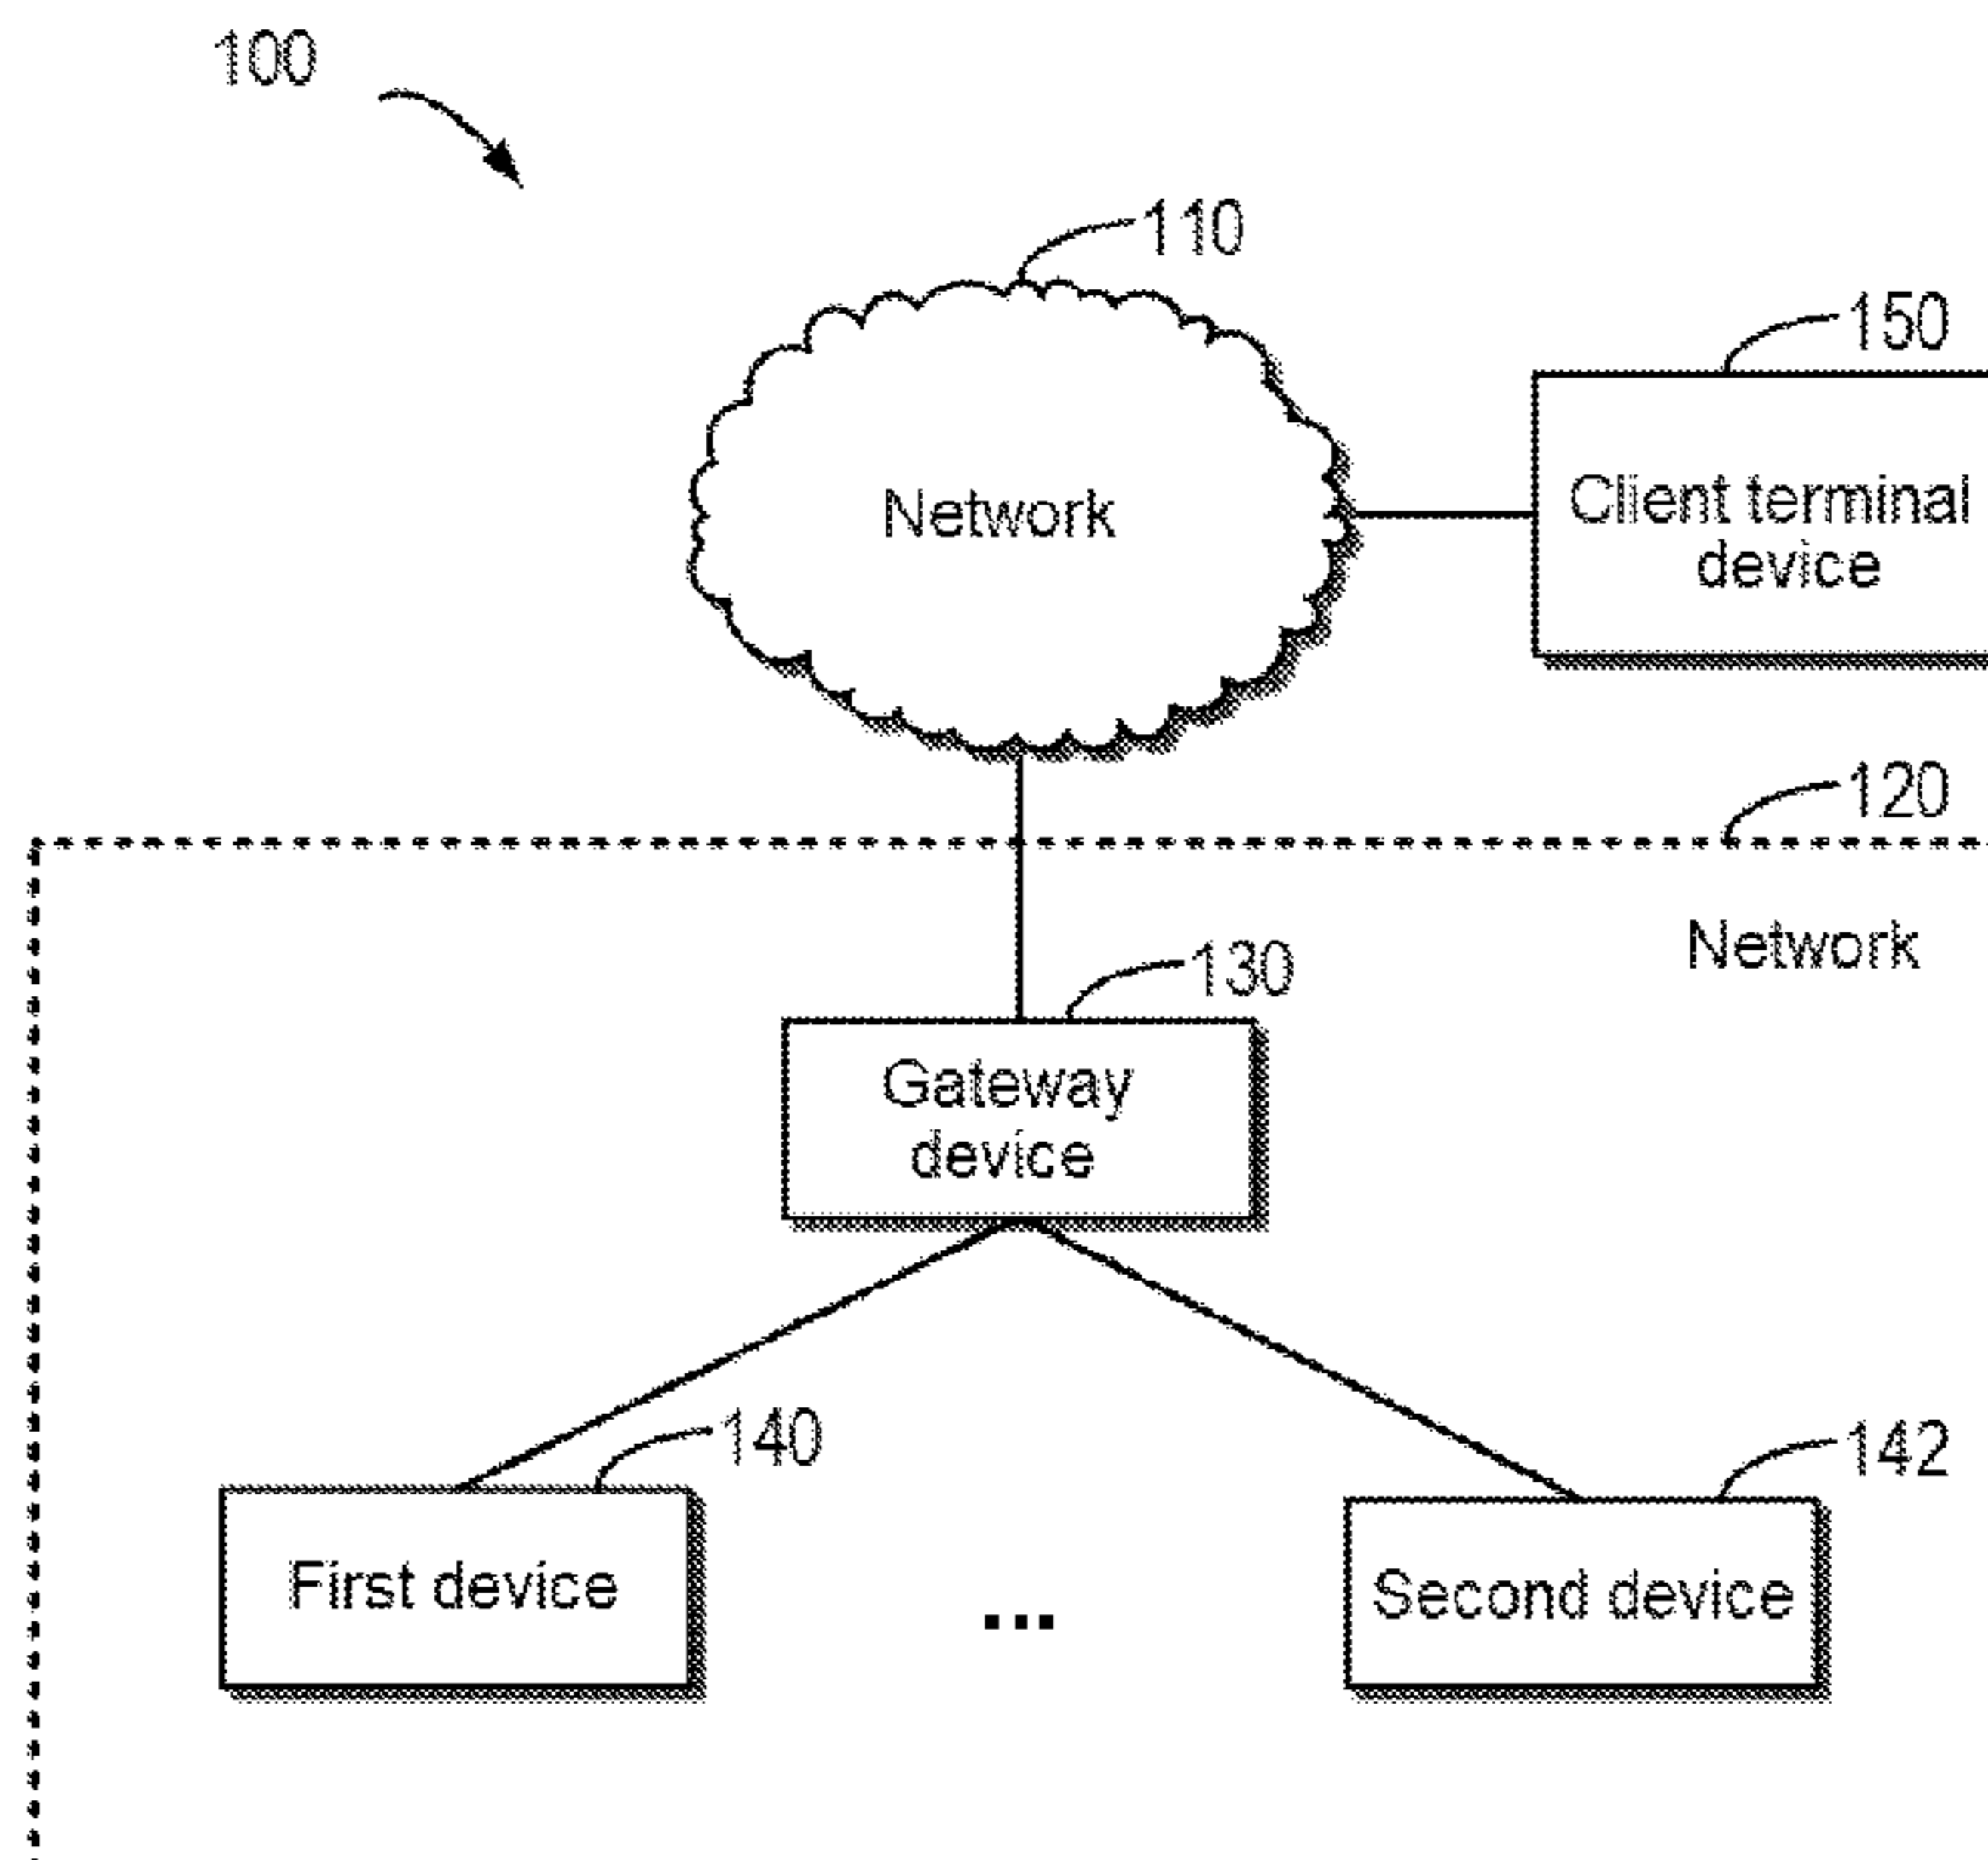 100
110
150
Network
Client terminal
device
120
Network
130
Gateway
device
140
142
First device
...
Second device